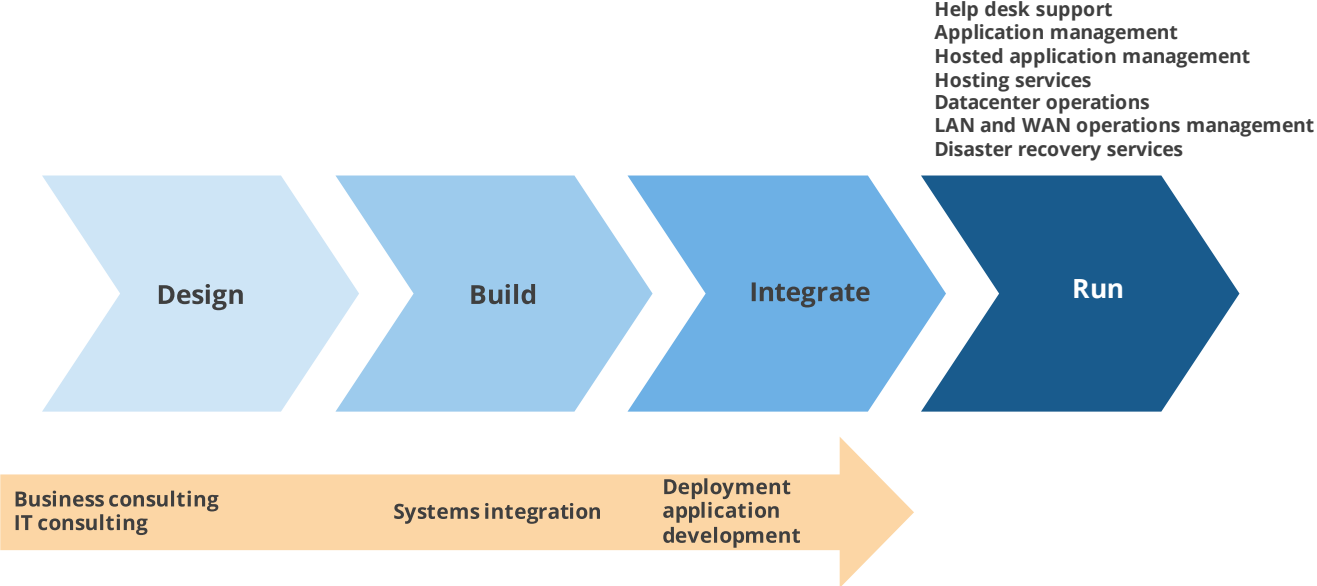 Help desk support
Application management
Hosted application management
Hosting services
Datacenter operations
LAN and WAN operations management
Disaster recovery services
Design
Build
Integrate
Run
Business consulting
IT consulting
Systems integration
Deployment
application
development